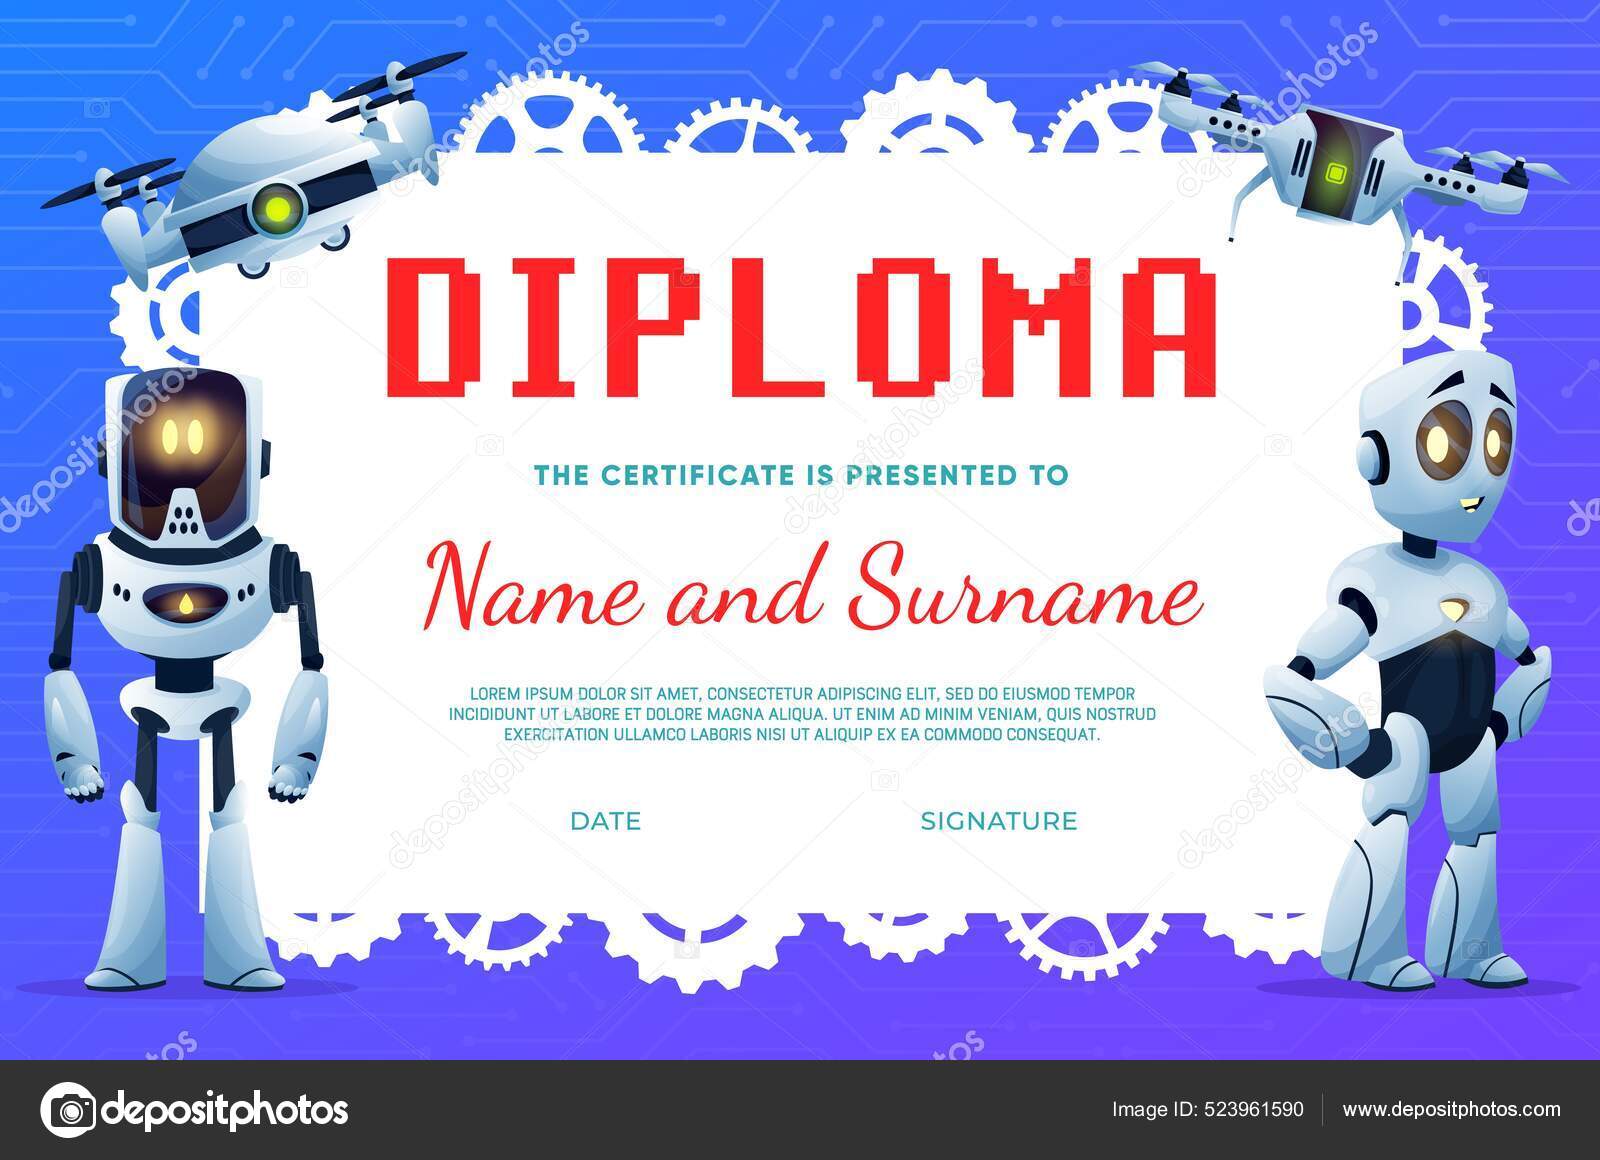 DIPLOMA
THE CERTIFICATE IS PRESENTED TO
Name and Surname
LOREM IPSUM DOLOR SIT AMET, CONSECTETUR ADIPISCING ELIT, SED DO EIUSMOD TEMPOR
INCIDIDUNT UT LABORE ET DOLORE MAGNA ALIQUA. UT ENIM AD MINIM VENIAM, QUIS NOSTRUD
EXERCITATION ULLAMCO LABORIS NISI UT ALIQUIP EX EA COMMODO CONSEQUAT.
DATE SIGNATURE
depositphotos Image ID: 523961590 www.depositphotos.com